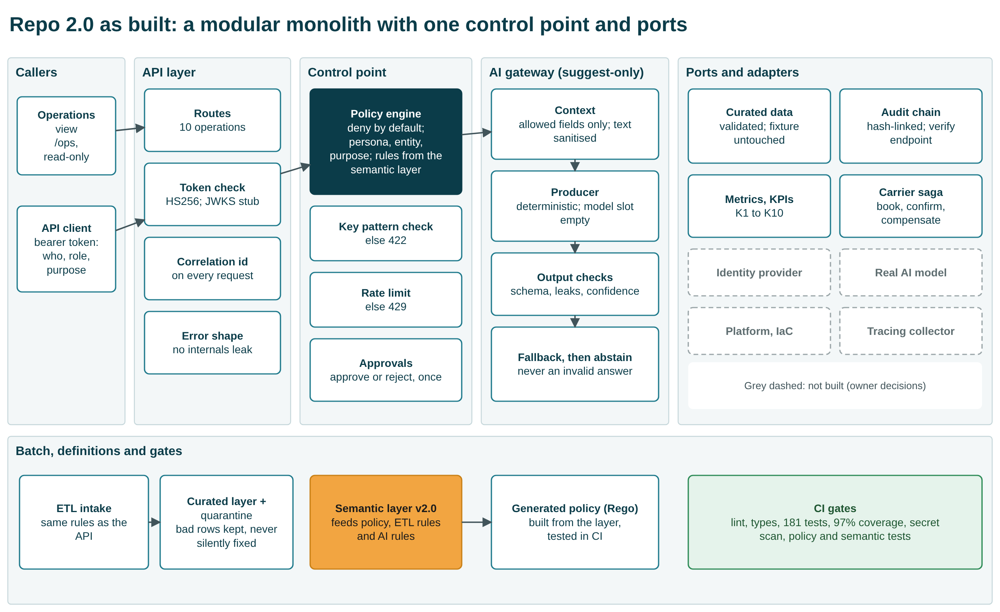 Repo 2.0 as built: a modular monolith with one control point and ports
Callers
Operations
view
/ops,
read-only
API client
bearer token:
who, role,
purpose
API layer
Routes
10 operations
Token check
HS256; JWKS stub
Correlation id
on every request
Error shape
no internals leak
Control point
Policy engine
deny by default;
persona, entity,
purpose; rules from the
semantic layer
Key pattern check
else 422
Rate limit
else 429
Approvals
approve or reject, once
AI gateway (suggest-only)
Context
allowed fields only; text
sanitised
Producer
deterministic; model slot
empty
Output checks
schema, leaks, confidence
Fallback, then abstain
never an invalid answer
Ports and adapters
Curated data
validated; fixture
untouched
Audit chain
hash-linked; verify
endpoint
Metrics, KPIs
K1 to K10
Carrier saga
book, confirm,
compensate
Identity provider
Real AI model
Platform, IaC
Tracing collector
Grey dashed: not built (owner decisions)
Batch, definitions and gates
ETL intake
same rules as the
API
Curated layer +
quarantine
bad rows kept, never
silently fixed
Semantic layer v2.0
feeds policy, ETL rules
and AI rules
Generated policy (Rego)
built from the layer,
tested in CI
CI gates
lint, types, 181 tests, 97% coverage, secret
scan, policy and semantic tests